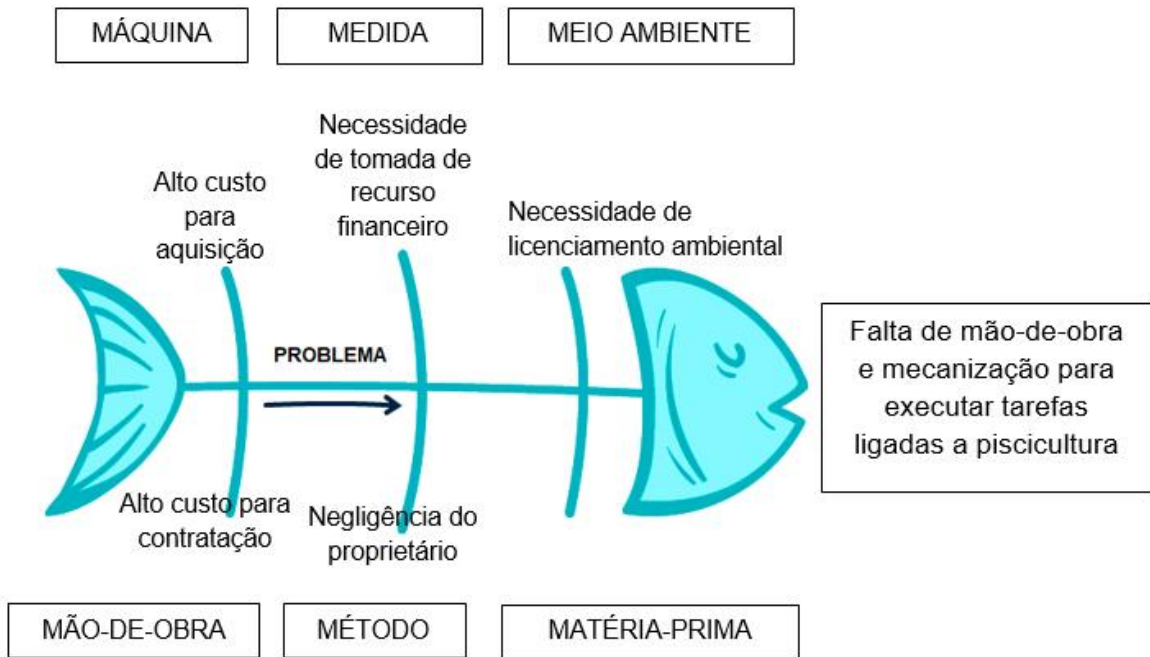 MÁQUINA
MEDIDA
MEIO AMBIENTE
Alto custo
para
aquisição
Necessidade
de tomada de
recurso
financeiro
Necessidade de
licenciamento ambiental
PROBLEMA
Falta de mão-de-obra
e mecanização para
executar tarefas
ligadas a piscicultura
Alto custo para
contratação
Negligência do
proprietário
MÃO-DE-OBRA
MÉTODO
MATÉRIA-PRIMA